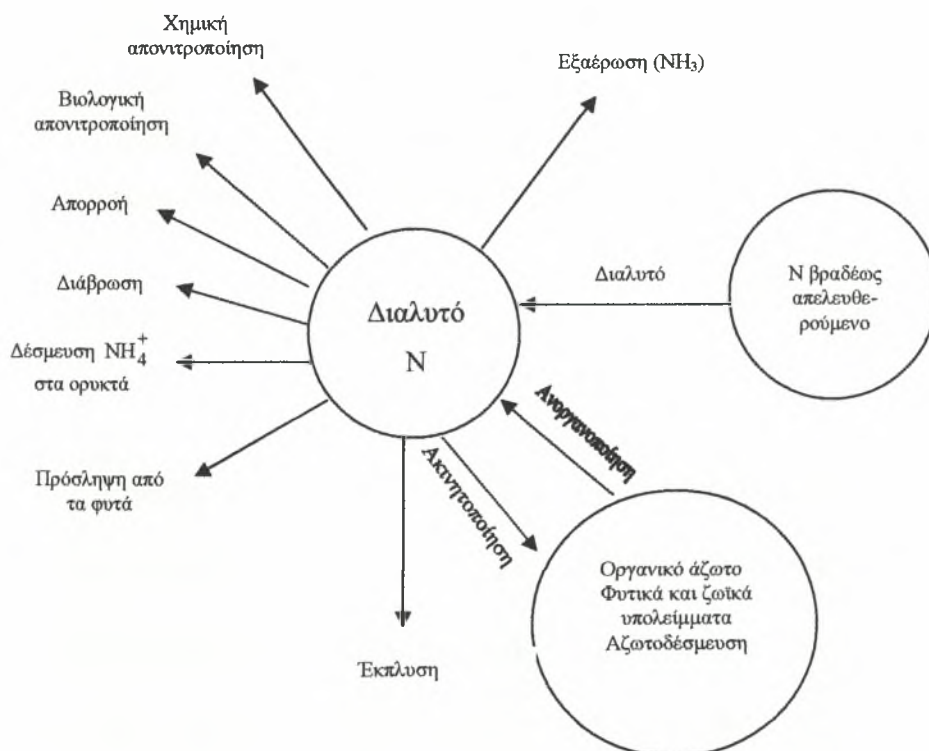 Χημική
απονιτροποίηση
Εξαέρωση (NH₃)
Βιολογική
απονιτροποίηση
Απορροή
Διάβρωση
Δέσμευση NH₄⁺
στα ορυκτά
Πρόσληψη από
τα φυτά
Διαλυτό
Ν
Διαλυτό
Ν βραδέως
απελευθε-
ρούμενο
Ανοργανοποίηση
Ακινητοποίηση
Οργανικό άζωτο
Φυτικά και ζωϊκά
υπολείμματα
Αζωτοδέσμευση
Έκπλυση